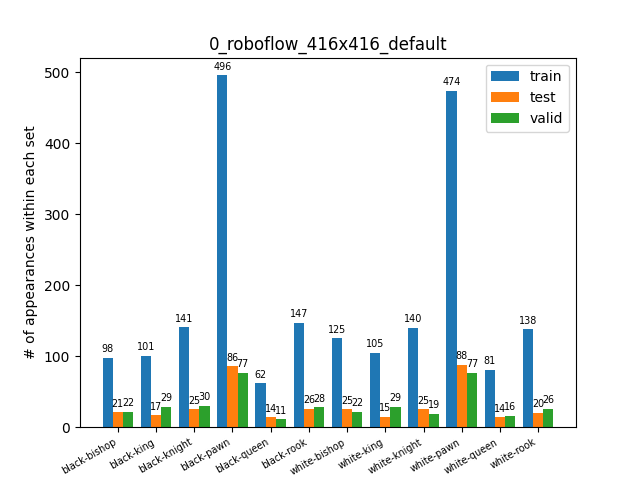 0_roboflow_416x416_default
# of appearances within each set
500
400
300
200
100
0
train
test
valid
98 21 22
101 17 29
141 25 30
496 86 77
62 14 11
147 26 28
125 25 22
105 15 29
140 25 19
474 88 77
81 14 16
138 20 26
black-bishop
black-king
black-knight
black-pawn
black-queen
black-rook
white-bishop
white-king
white-knight
white-pawn
white-queen
white-rook